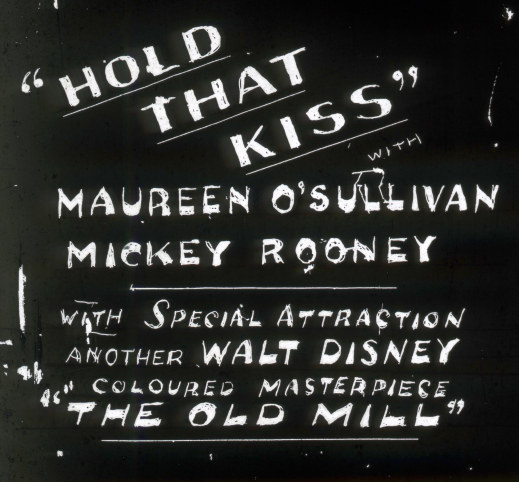 "HOLD
THAT
KISS"
WITH
MAUREEN O'SULLIVAN
MICKEY ROONEY
WITH SPECIAL ATTRACTION
ANOTHER WALT DISNEY
COLOURED MASTERPIECE
"THE OLD MILL"